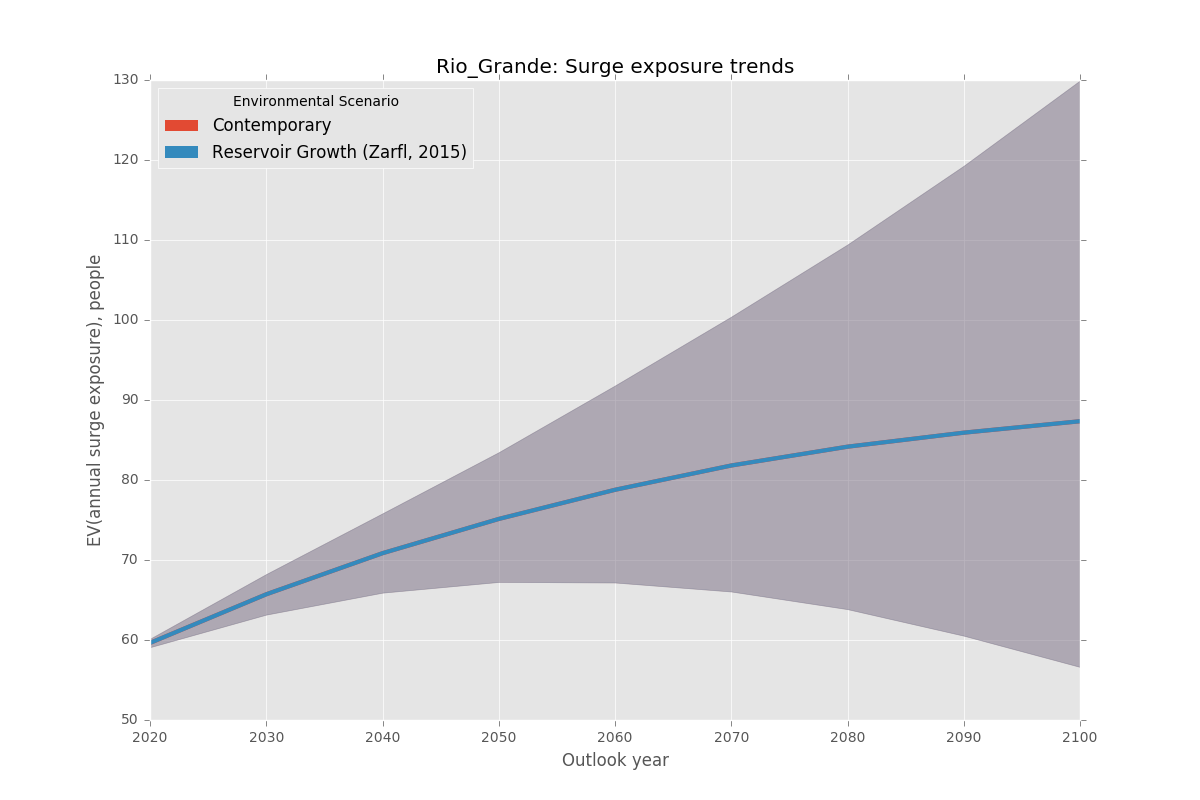 Rio_Grande: Surge exposure trends
Environmental Scenario
Contemporary
Reservoir Growth (Zarfl, 2015)
EV(annual surge exposure), people
130
120
110
100
90
80
70
60
50
2020 2030 2040 2050 2060 2070 2080 2090 2100
Outlook year